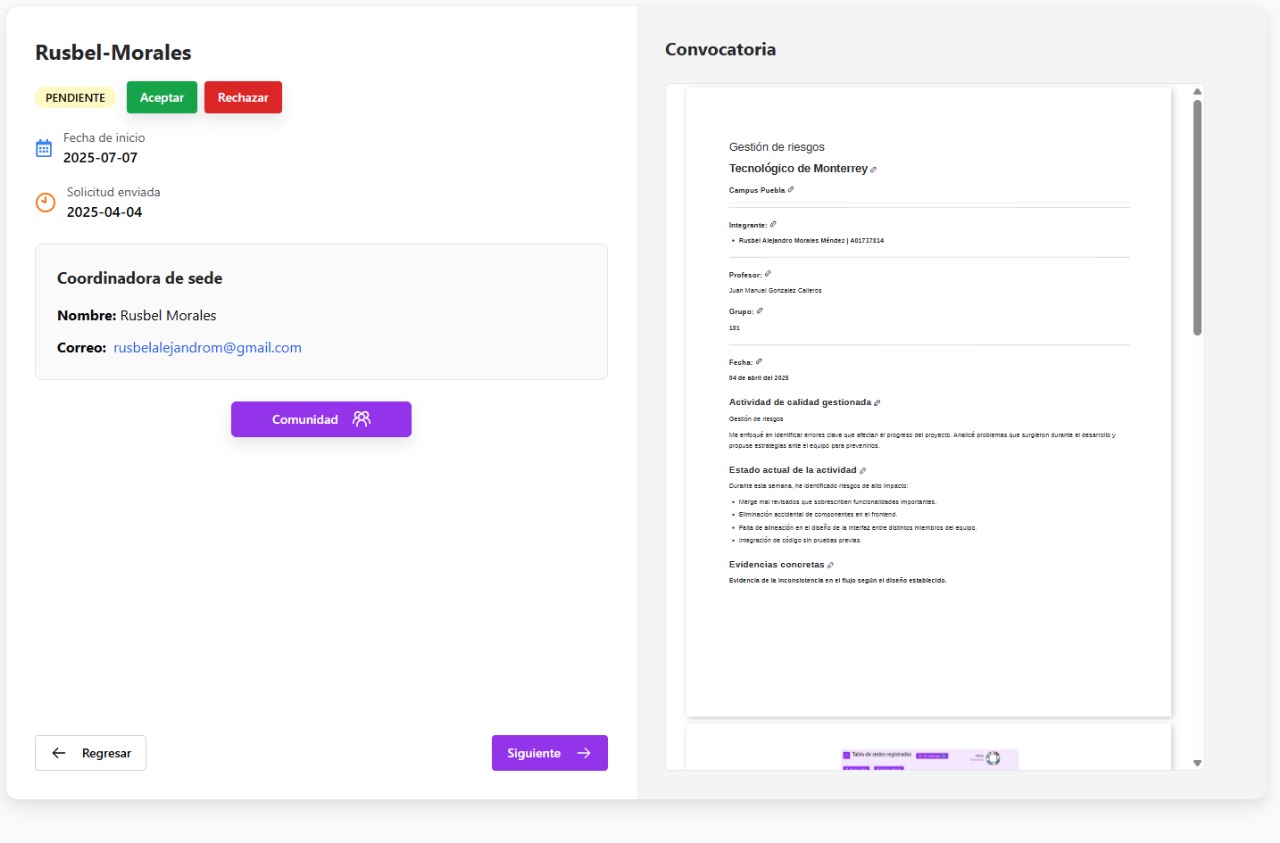 Rusbel-Morales
PENDIENTE Aceptar Rechazar
Fecha de inicio
2025-07-07
Solicitud enviada
2025-04-04
Coordinadora de sede
Nombre: Rusbel Morales
Correo: rusbelalejandrom@gmail.com
Comunidad
Regresar
Siguiente
Convocatoria
Gestión de riesgos
Tecnológico de Monterrey
Campus Puebla
Integrante:
• Rusbel Alejandro Morales Méndez | A01737814
Profesor:
Juan Manuel Gonzalez Calleros
Grupo:
101
Fecha:
04 de abril del 2025
Actividad de calidad gestionada
Gestión de riesgos
Me enfoqué en identificar errores clave que afectan el progreso del proyecto. Analicé problemas que surgieron durante el desarrollo y
propuse estrategias ante el equipo para prevenirlos.
Estado actual de la actividad
Durante esta semana, he identificado riesgos de alto impacto:
• Merge mal revisados que sobrescriben funcionalidades importantes.
• Eliminación accidental de componentes en el frontend.
• Falta de alineación en el diseño de la interfaz entre distintos miembros del equipo.
• Integración de código sin pruebas previas.
Evidencias concretas
Evidencia de la inconsistencia en el flujo según el diseño establecido.
Tabla de sedes registradas